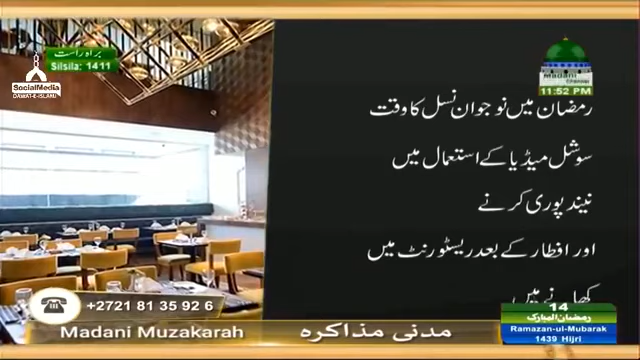 براہ راست
Silsila: 1411
SocialMedia
DAWAT-E-ISLAMI
Madani
Channel
11:52 PM
رمضان میں نوجوان نسل کا وقت
سوشل میڈیا کے استعمال میں
نیند پوری کرنے
اور افطار کے بعد ریسٹورنٹ میں
کھانے میں
+2721 81 35 92 6
Madani Muzakarah
مدنی مذاکرہ
14
رمضان المبارک
Ramazan-ul-Mubarak
1439 Hijri